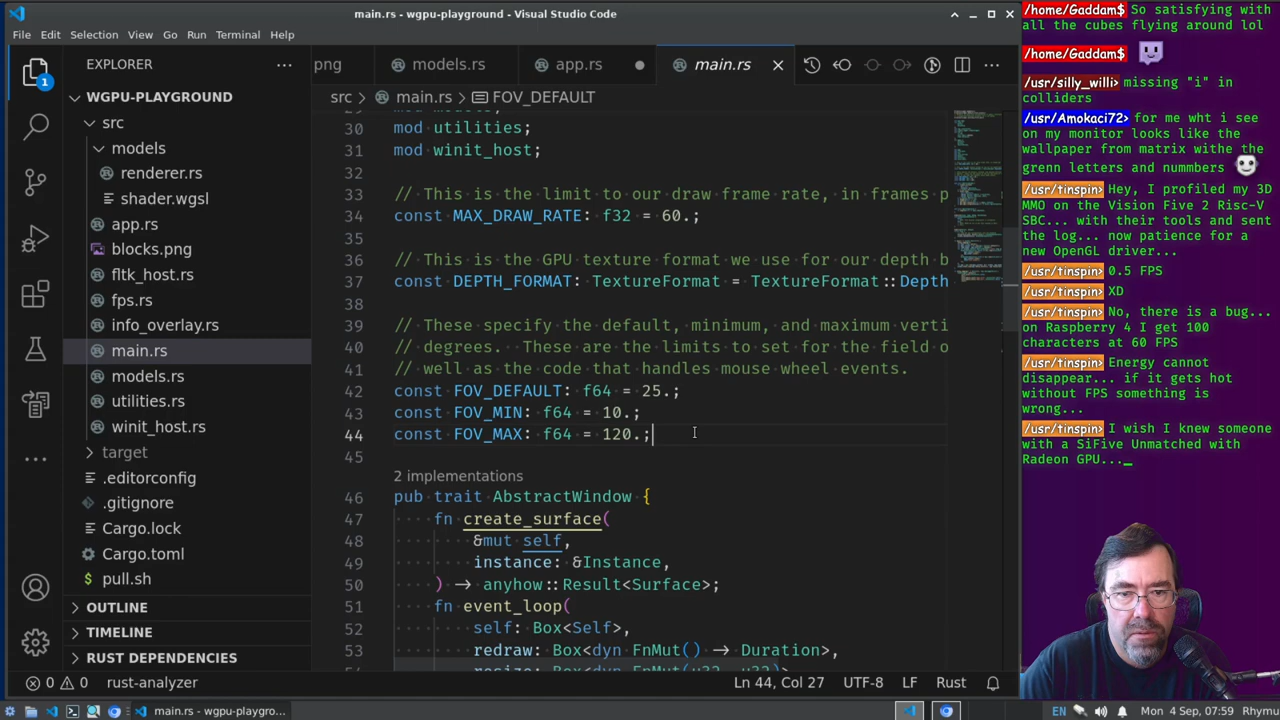 main.rs - wgpu-playground - Visual Studio Code
File Edit Selection View Go Run Terminal Help
EXPLORER
WGPU-PLAYGROUND
src
models
renderer.rs
shader.wgsl
app.rs
blocks.png
fltk_host.rs
fps.rs
info_overlay.rs
main.rs
models.rs
utilities.rs
winit_host.rs
target
.editorconfig
.gitignore
Cargo.lock
Cargo.toml
pull.sh
OUTLINE
TIMELINE
RUST DEPENDENCIES
1
png models.rs app.rs main.rs
src > main.rs > FOV_DEFAULT
30 mod utilities;
31 mod winit_host;
32
33 // This is the limit to our draw frame rate, in frames p
34 const MAX_DRAW_RATE: f32 = 60.;
35
36 // This is the GPU texture format we use for our depth b
37 const DEPTH_FORMAT: TextureFormat = TextureFormat::Depth
38
39 // These specify the default, minimum, and maximum verti
40 // degrees. These are the limits to set for the field o
41 // well as the code that handles mouse wheel events.
42 const FOV_DEFAULT: f64 = 25.;
43 const FOV_MIN: f64 = 10.;
44 const FOV_MAX: f64 = 120.;
45
2 implementations
46 pub trait AbstractWindow {
47 fn create_surface(
48 &mut self,
49 instance: &Instance,
50 ) -> anyhow::Result<Surface>;
51 fn event_loop(
52 self: Box<Self>,
53 redraw: Box<dyn FnMut() -> Duration>,
0 0 rust-analyzer Ln 44, Col 27 UTF-8 LF Rust
main.rs - wgpu-playgro... EN Mon 4 Sep, 07:59 Rhymu
/home/Gaddam$ So satisfying with
all the cubes flying around lol
/home/Gaddam$
/usr/silly_willi> missing "i" in
colliders
/usr/Amokaci72> for me wht i see
on my monitor looks like the
wallpaper from matrix withe the
grenn letters and nummbers
/usr/tinspin> Hey, I profiled my 3D
MMO on the Vision Five 2 Risc-V
SBC... with their tools and sent
the log... now patience for a
new OpenGL driver...
/usr/tinspin> 0.5 FPS
/usr/tinspin> XD
/usr/tinspin> No, there is a bug...
on Raspberry 4 I get 100
characters at 60 FPS
/usr/tinspin> Energy cannot
disappear... if it gets hot
without FPS something is
wrong...
/usr/tinspin> I wish I knew someone
with a SiFive Unmatched with
Radeon GPU..._